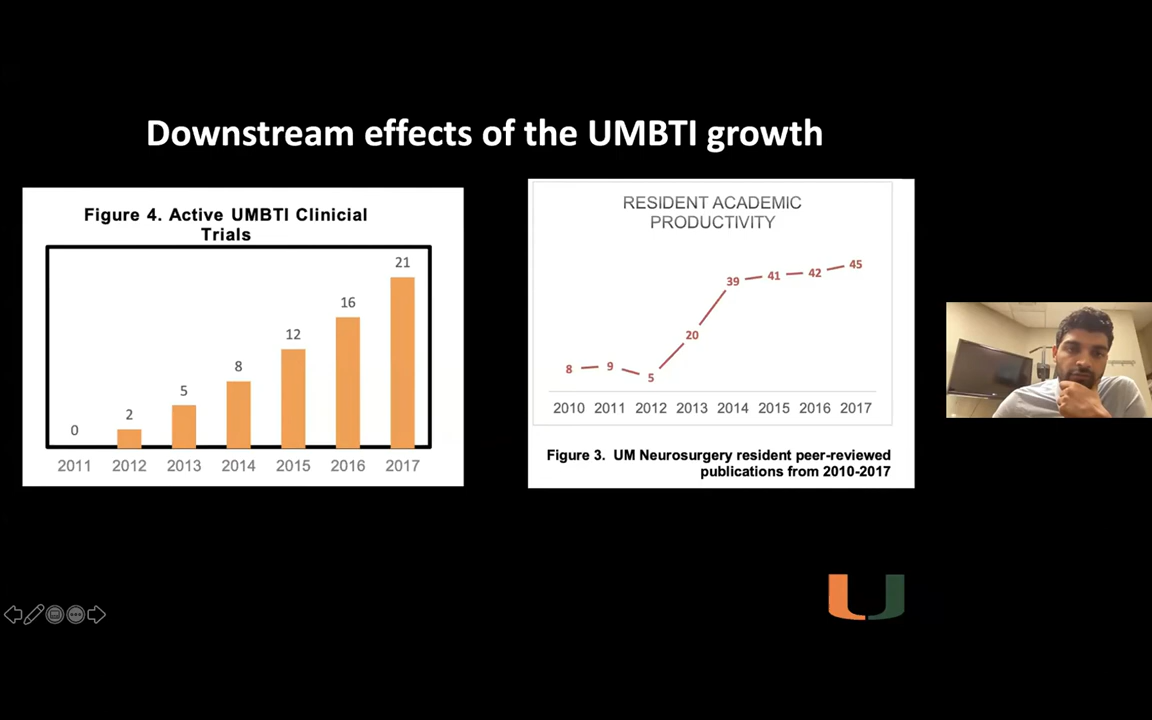 Downstream effects of the UMBTI growth
Figure 4. Active UMBTI Clinicial
Trials
0
2
5
8
12
16
21
2011 2012 2013 2014 2015 2016 2017
RESIDENT ACADEMIC
PRODUCTIVITY
8
9
5
20
39
41
42
45
2010 2011 2012 2013 2014 2015 2016 2017
Figure 3. UM Neurosurgery resident peer-reviewed
publications from 2010-2017